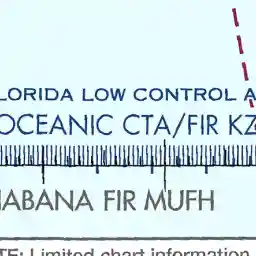 LORIDA LOW CONTROL A
OCEANIC CTA/FIR KZ
HABANA FIR MUFH
TE: Limited chart information